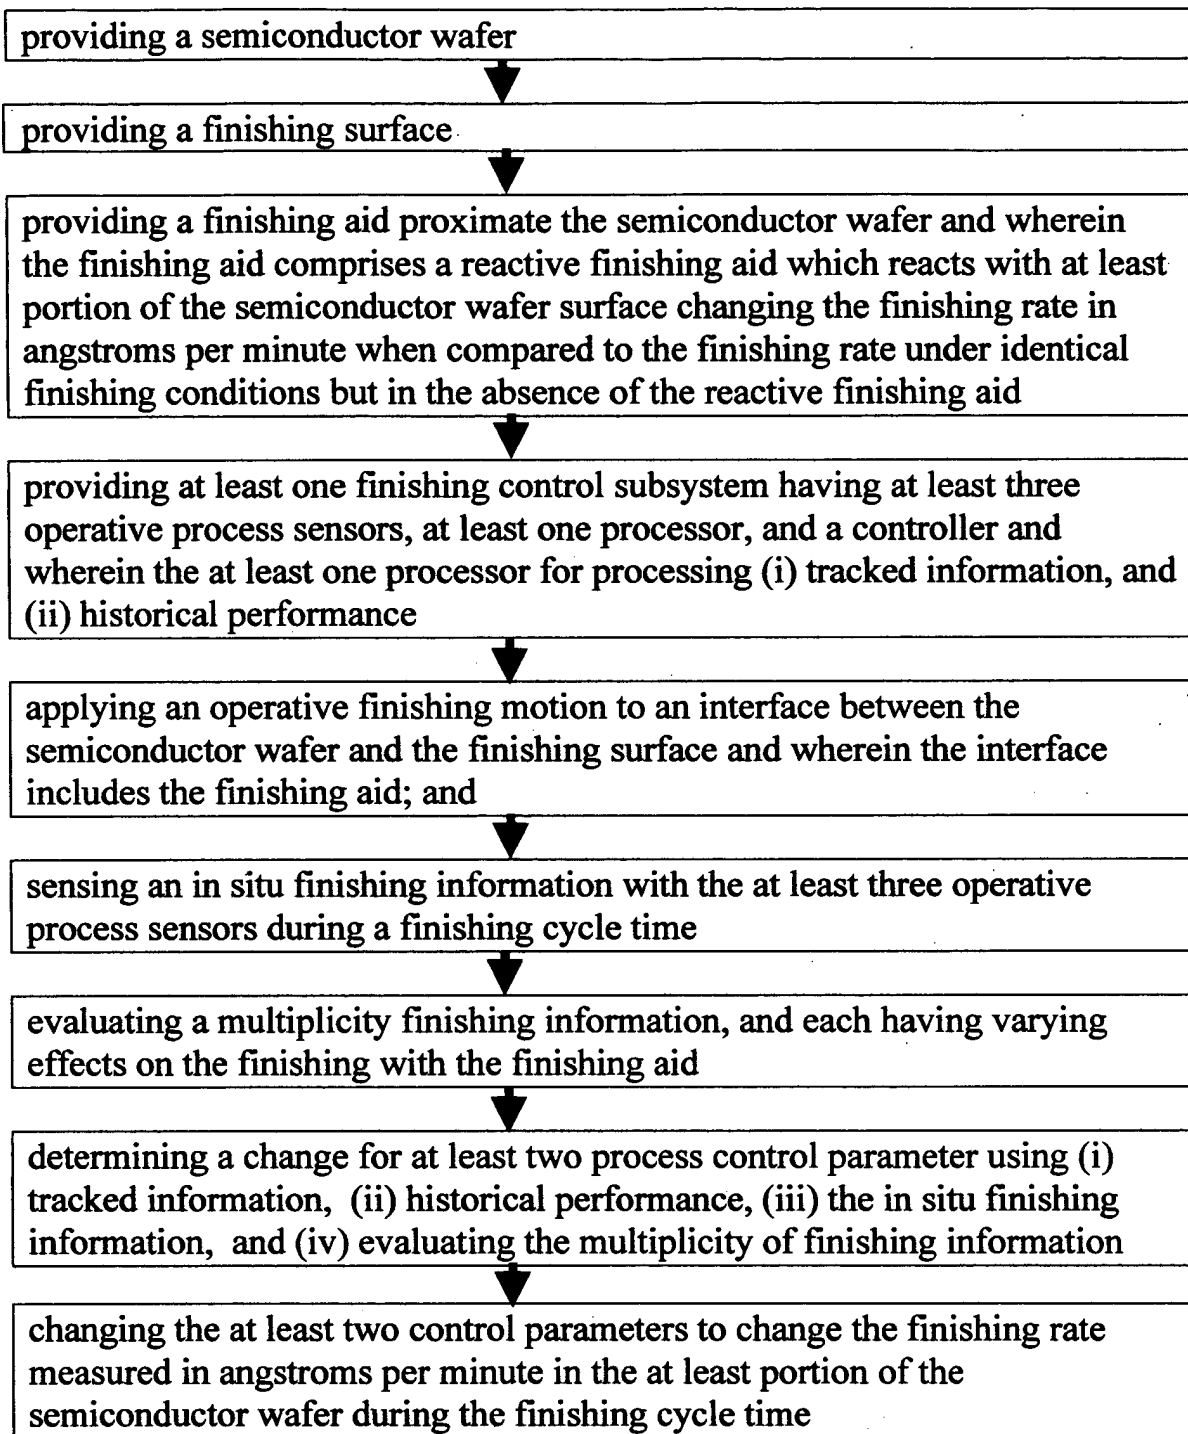 providing a semiconductor wafer
providing a finishing surface
providing a finishing aid proximate the semiconductor wafer and wherein
the finishing aid comprises a reactive finishing aid which reacts with at least
portion of the semiconductor wafer surface changing the finishing rate in
angstroms per minute when compared to the finishing rate under identical
finishing conditions but in the absence of the reactive finishing aid
providing at least one finishing control subsystem having at least three
operative process sensors, at least one processor, and a controller and
wherein the at least one processor for processing (i) tracked information, and
(ii) historical performance
applying an operative finishing motion to an interface between the
semiconductor wafer and the finishing surface and wherein the interface
includes the finishing aid; and
sensing an in situ finishing information with the at least three operative
process sensors during a finishing cycle time
evaluating a multiplicity finishing information, and each having varying
effects on the finishing with the finishing aid
determining a change for at least two process control parameter using (i)
tracked information, (ii) historical performance, (iii) the in situ finishing
information, and (iv) evaluating the multiplicity of finishing information
changing the at least two control parameters to change the finishing rate
measured in angstroms per minute in the at least portion of the
semiconductor wafer during the finishing cycle time